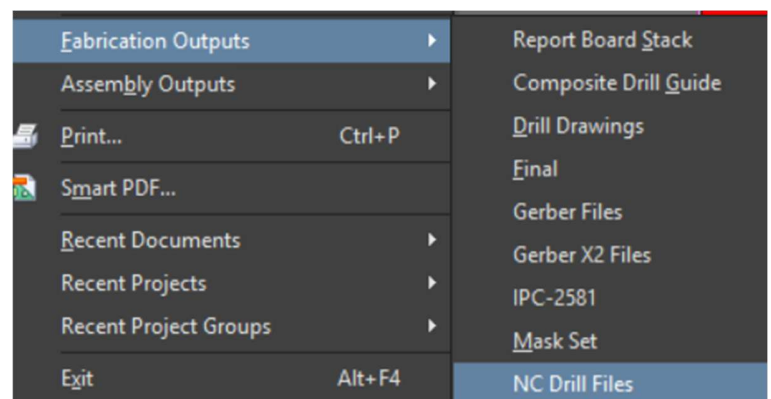 Fabrication Outputs
Assembly Outputs
Print... Ctrl+P
Smart PDF...
Recent Documents
Recent Projects
Recent Project Groups
Exit Alt+F4
Report Board Stack
Composite Drill Guide
Drill Drawings
Final
Gerber Files
Gerber X2 Files
IPC-2581
Mask Set
NC Drill Files